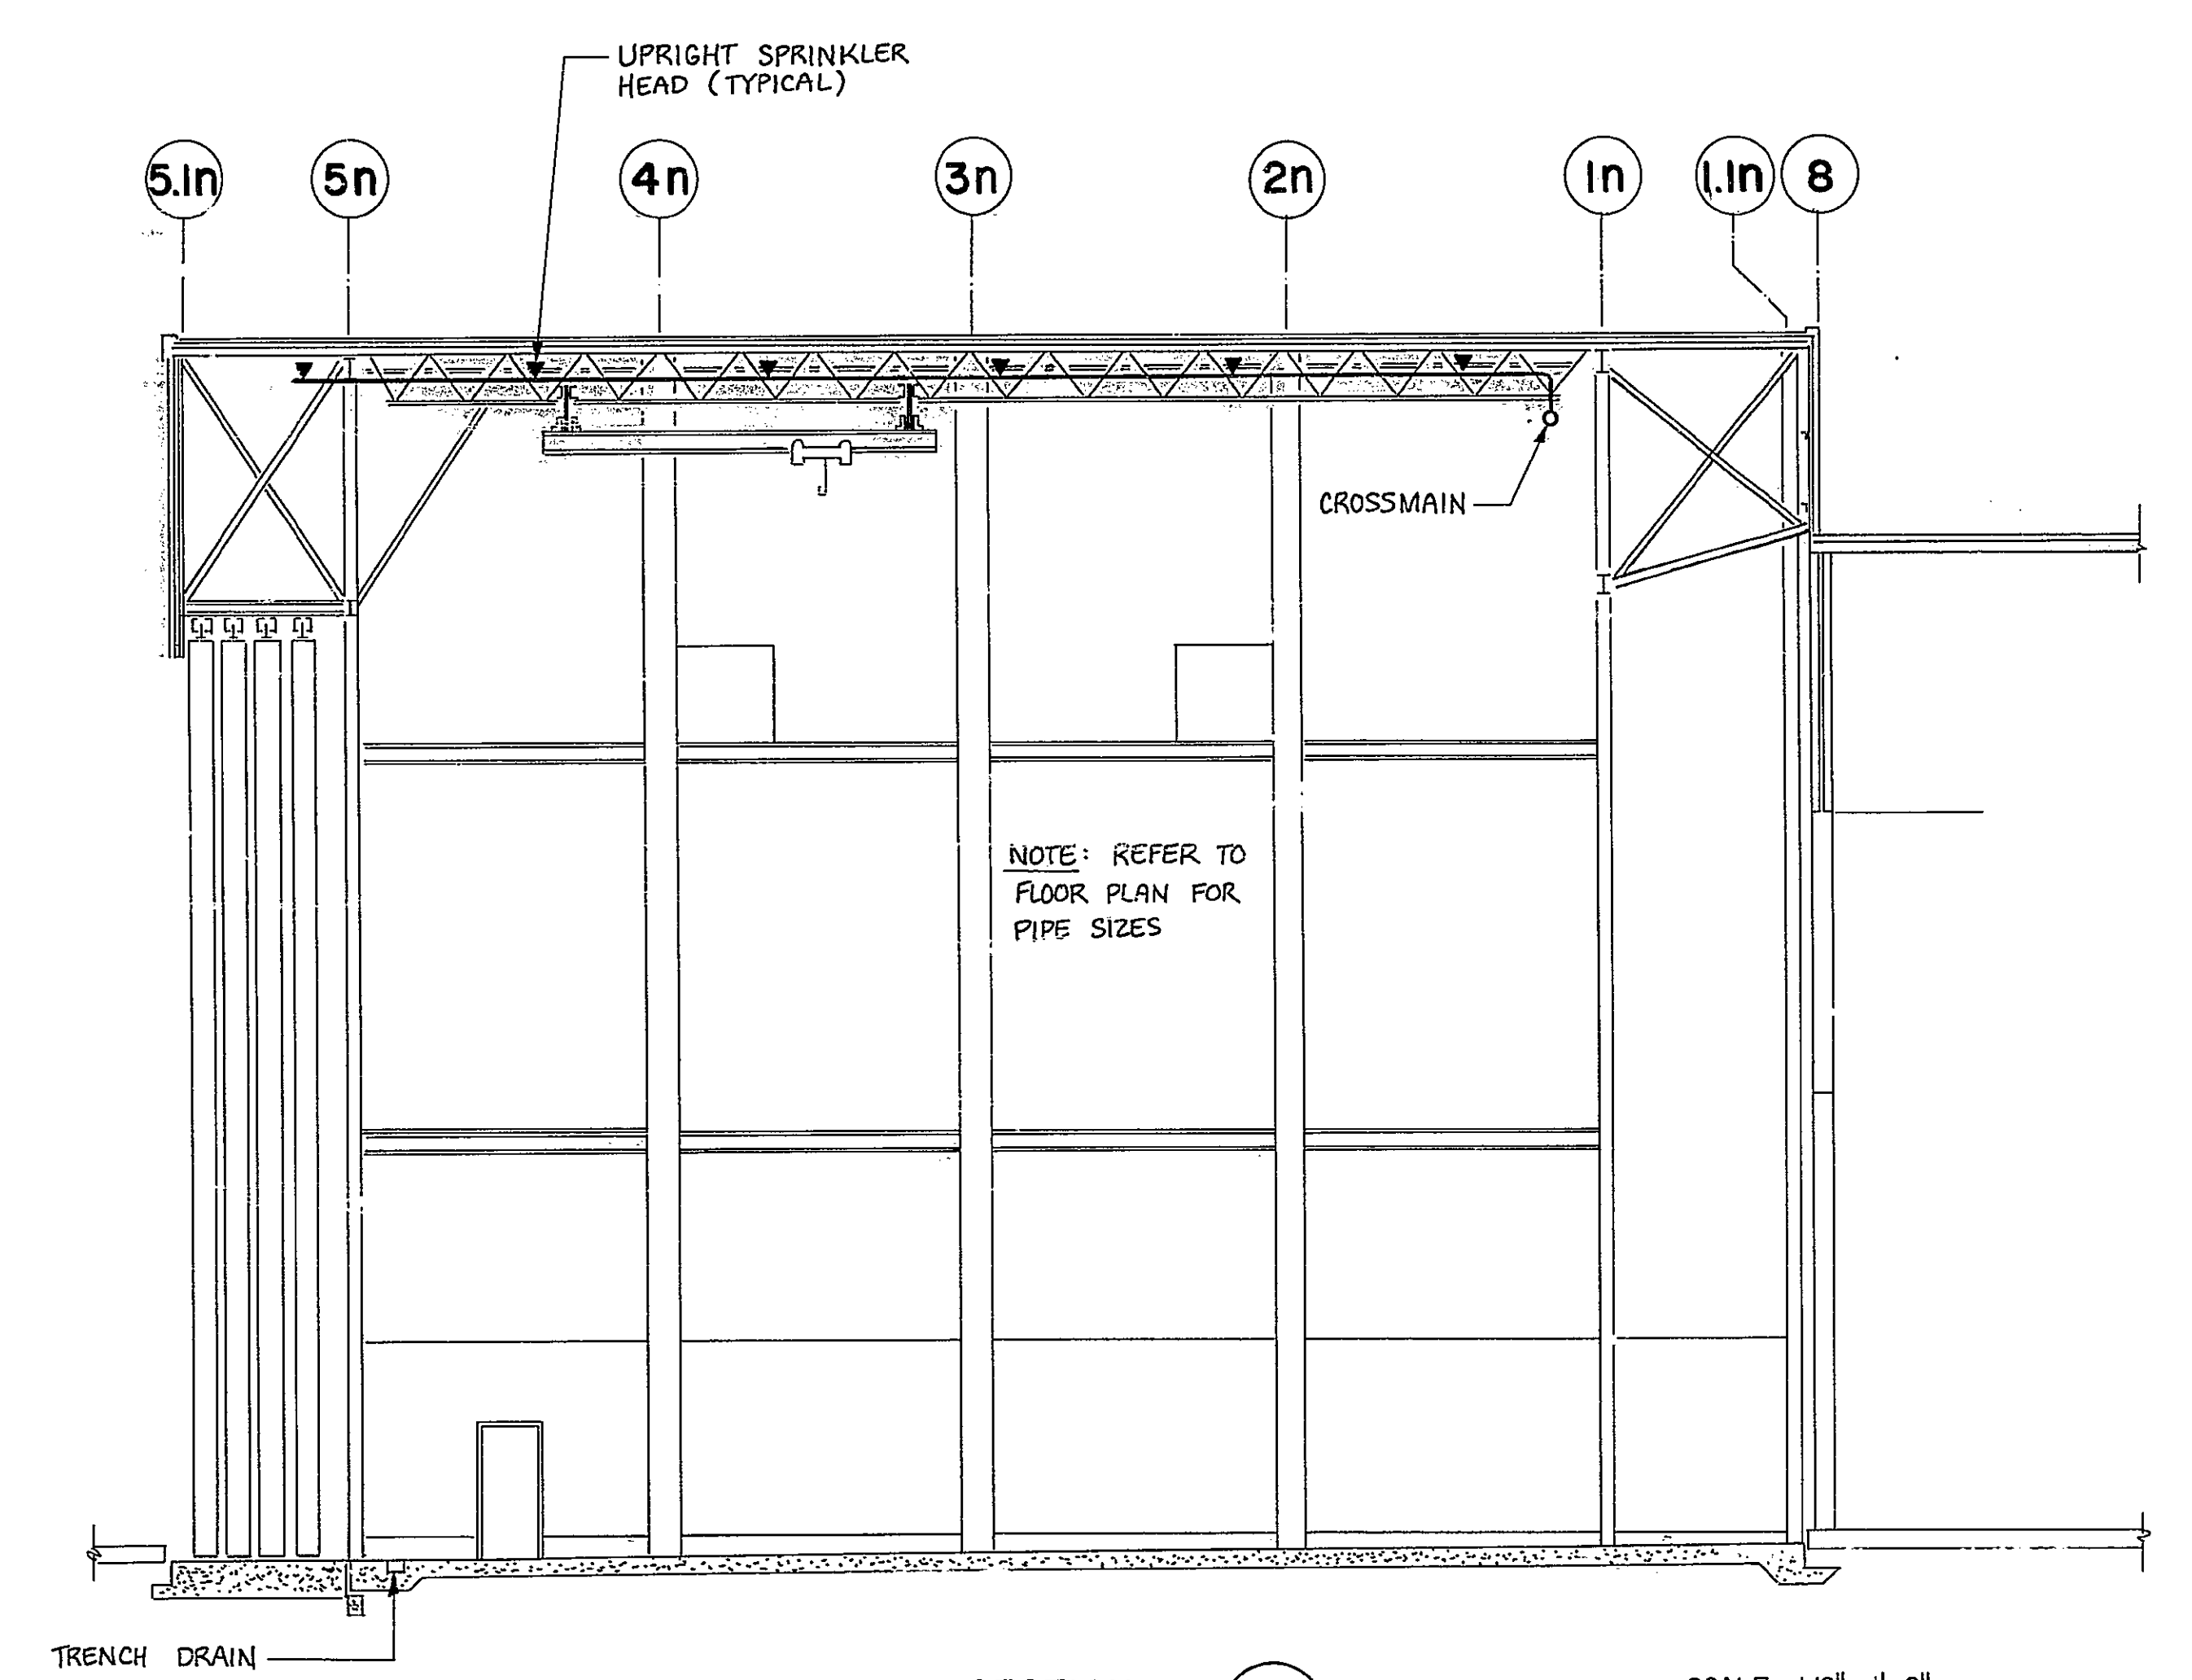 UPRIGHT SPRINKLER
HEAD (TYPICAL)
5.1n
5n
4n
3n
2n
1n
1.1n
8
CROSSMAIN
NOTE: REFER TO
FLOOR PLAN FOR
PIPE SIZES
TRENCH DRAIN